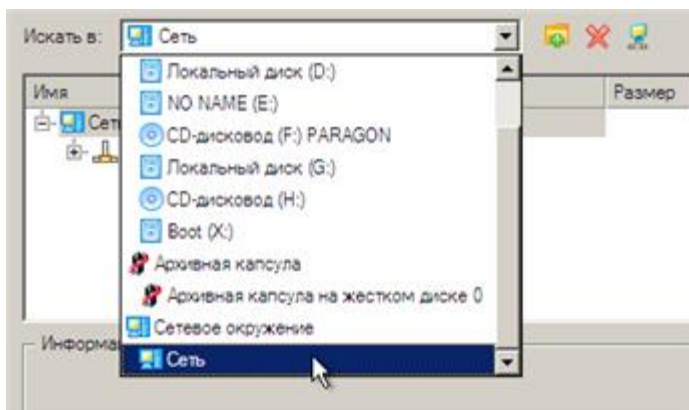 Искать в: Сеть
Локальный диск (D:)
Имя
Размер
NO NAME (E:)
Сет
CD-дисковод (F:) PARAGON
Локальный диск (G:)
CD-дисковод (H:)
Boot (X:)
Архивная капсула
Архивная капсула на жестком диске 0
Сетевое окружение
Информа
Сеть